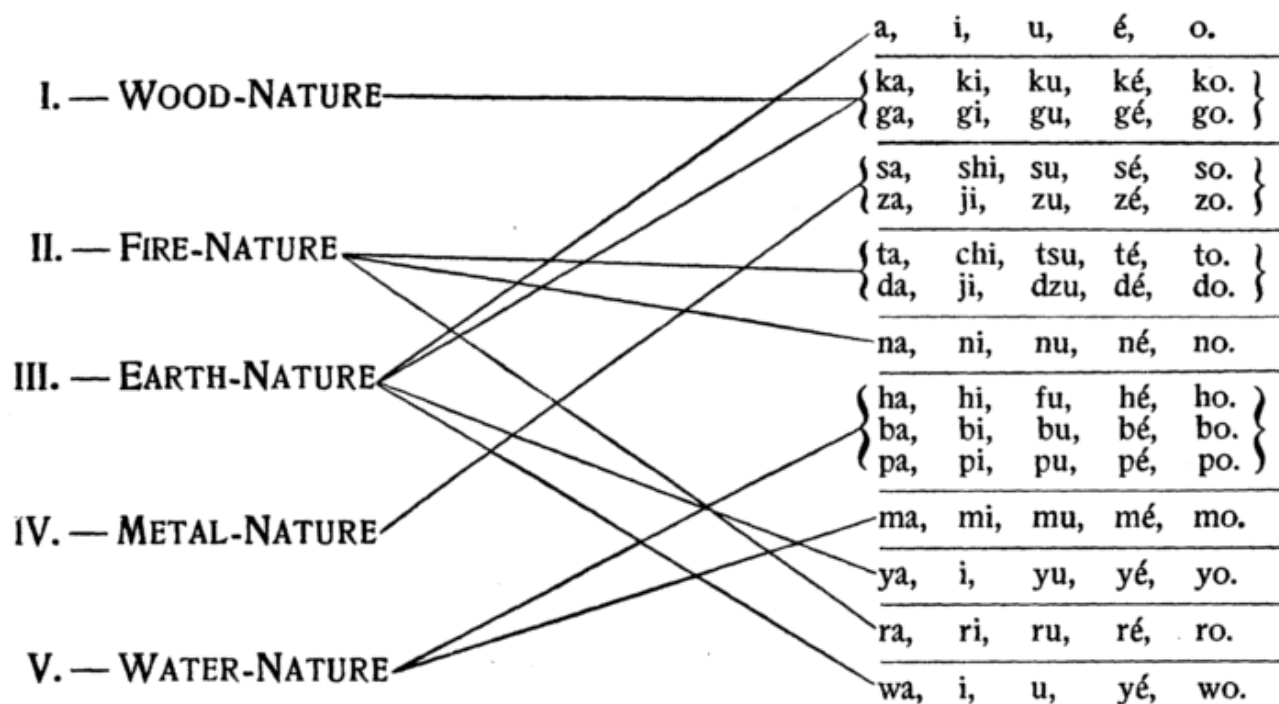 I. — WOOD-NATURE
II. — FIRE-NATURE
III. — EARTH-NATURE
IV. — METAL-NATURE
V. — WATER-NATURE
a, i, u, é, o.
ka, ki, ku, ké, ko.
ga, gi, gu, gé, go.
sa, shi, su, sé, so.
za, ji, zu, zé, zo.
ta, chi, tsu, té, to.
da, ji, dzu, dé, do.
na, ni, nu, né, no.
ha, hi, fu, hé, ho.
ba, bi, bu, bé, bo.
pa, pi, pu, pé, po.
ma, mi, mu, mé, mo.
ya, i, yu, yé, yo.
ra, ri, ru, ré, ro.
wa, i, u, yé, wo.